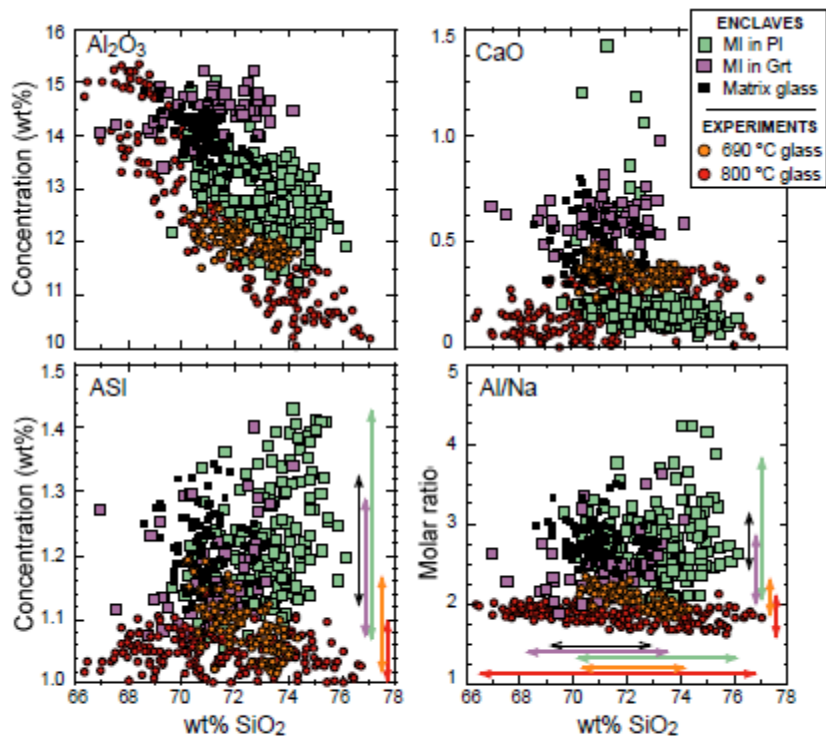 Al2O3
CaO
ENCLAVES
MI in Pl
MI in Grt
Matrix glass
EXPERIMENTS
690 °C glass
800 °C glass
Concentration (wt%)
16
15
14
13
12
11
10
1.5
1.0
0.5
0
ASI
Al/Na
Concentration (wt%)
1.5
1.4
1.3
1.2
1.1
1.0
Molar ratio
5
4
3
2
1
66 68 70 72 74 76 78
66 68 70 72 74 76 78
wt% SiO2
wt% SiO2